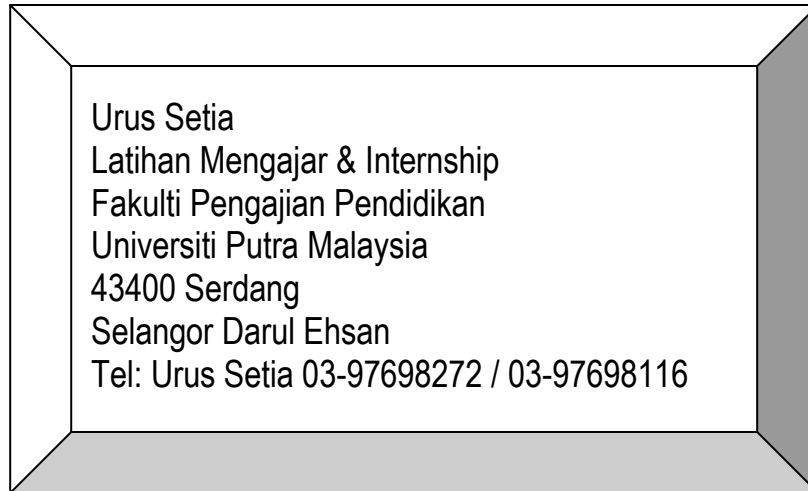 Urus Setia
Latihan Mengajar & Internship
Fakulti Pengajian Pendidikan
Universiti Putra Malaysia
43400 Serdang
Selangor Darul Ehsan
Tel: Urus Setia 03-97698272 / 03-97698116